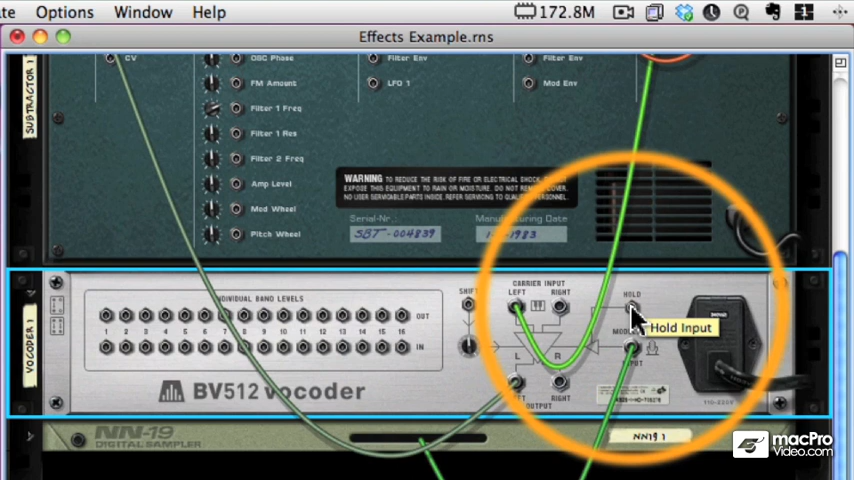 te Options Window Help 172.8M
Effects Example.rns
SUBTRACTOR 1
CV OSC Phase Filter Env Filter Env
FM Amount LFO 1 Mod Env
Filter 1 Freq
Filter 1 Res
Filter 2 Freq
Amp Level
Mod Wheel
Pitch Wheel
WARNING TO REDUCE THE RISK OF FIRE OR ELECTRICAL SHOCK,
EXPOSE THIS EQUIPMENT TO RAIN OR MOISTURE. DO NOT REMOVE COVER.
NO USER SERVICABLE PARTS INSIDE. REFER SERVICING TO QUALIFIED PERSONNEL.
Serial-Nr.: Manufacturing Date
SBT-004839 1983
VOCODER 1
INDIVIDUAL BAND LEVELS
OUT
1 2 3 4 5 6 7 8 9 10 11 12 13 14 15 16
IN
SHIFT
CARRIER INPUT
LEFT RIGHT
HOLD
Hold Input
L R
INPUT
RIGHT
OUTPUT
BV512 vocoder
NN-19
DIGITAL SAMPLER
NN19 1
macPro
Video.com